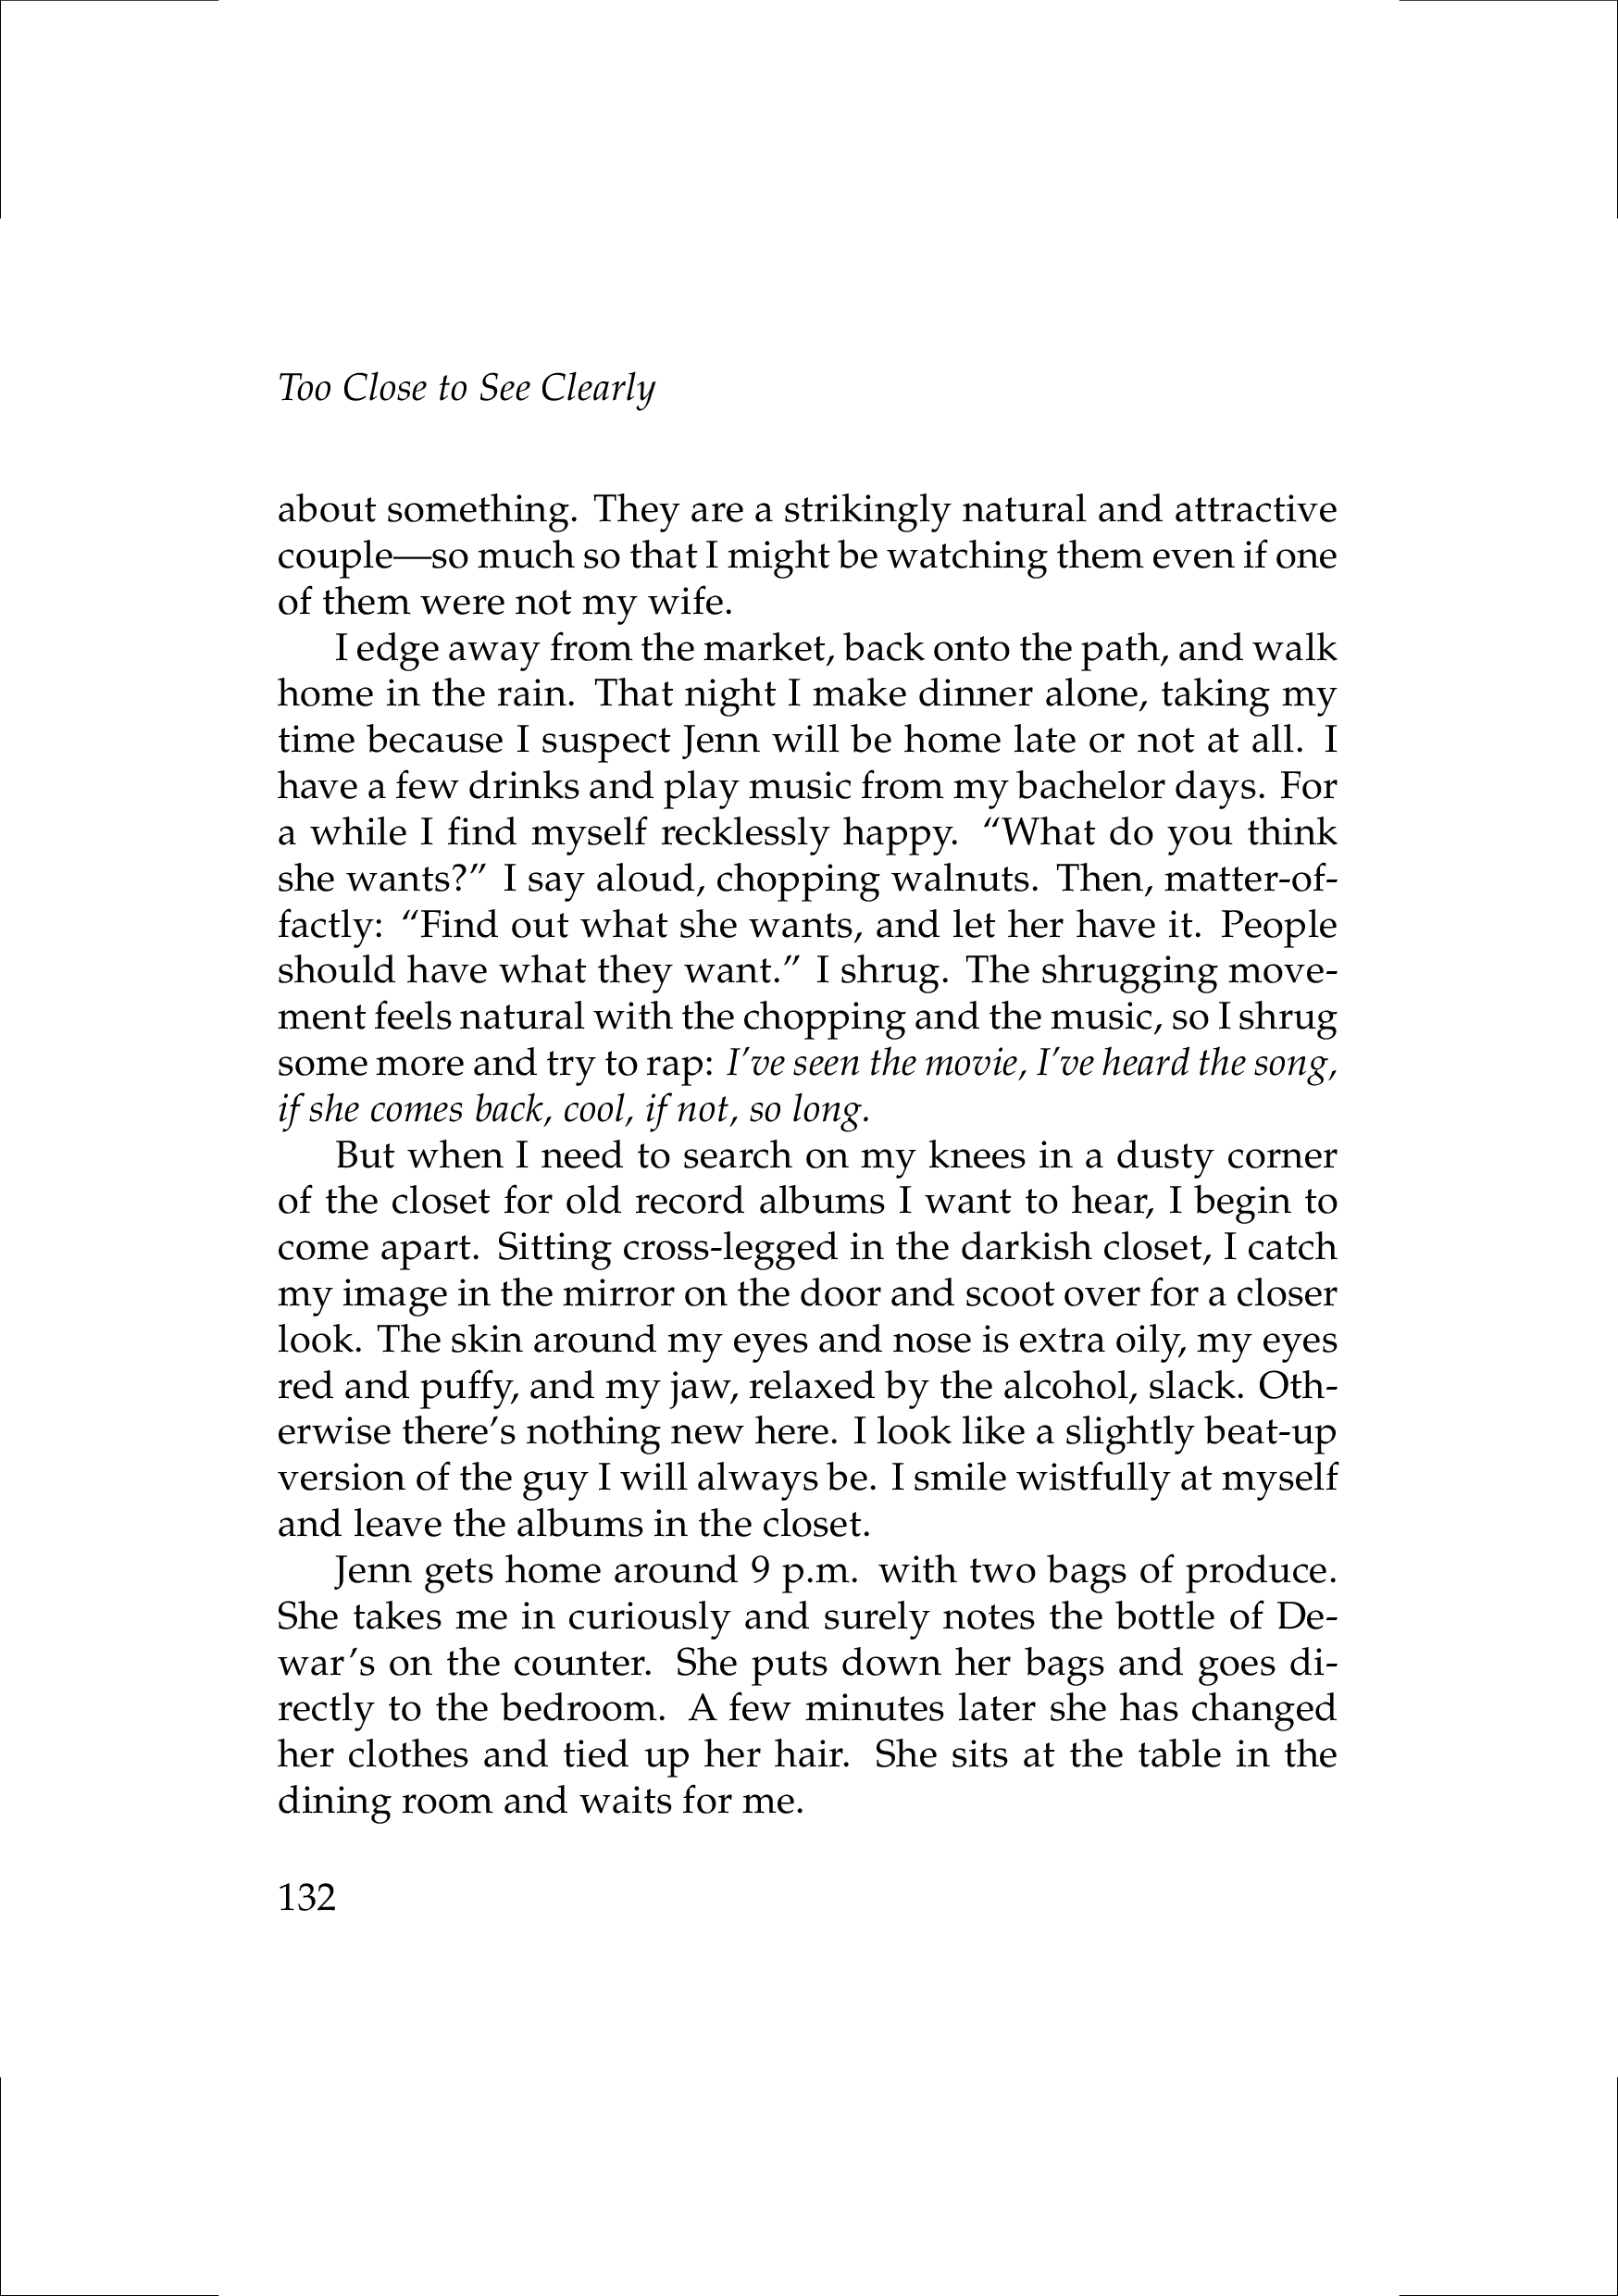 Too Close to See Clearly
about something. They are a strikingly natural and attractive
couple—so much so that I might be watching them even if one
of them were not my wife.
I edge away from the market, back onto the path, and walk
home in the rain. That night I make dinner alone, taking my
time because I suspect Jenn will be home late or not at all. I
have a few drinks and play music from my bachelor days. For
a while I find myself recklessly happy. “What do you think
she wants?” I say aloud, chopping walnuts. Then, matter-of-
factly: “Find out what she wants, and let her have it. People
should have what they want.” I shrug. The shrugging move-
ment feels natural with the chopping and the music, so I shrug
some more and try to rap: I’ve seen the movie, I’ve heard the song,
if she comes back, cool, if not, so long.
But when I need to search on my knees in a dusty corner
of the closet for old record albums I want to hear, I begin to
come apart. Sitting cross-legged in the darkish closet, I catch
my image in the mirror on the door and scoot over for a closer
look. The skin around my eyes and nose is extra oily, my eyes
red and puffy, and my jaw, relaxed by the alcohol, slack. Oth-
erwise there’s nothing new here. I look like a slightly beat-up
version of the guy I will always be. I smile wistfully at myself
and leave the albums in the closet.
Jenn gets home around 9 p.m. with two bags of produce.
She takes me in curiously and surely notes the bottle of De-
war’s on the counter. She puts down her bags and goes di-
rectly to the bedroom. A few minutes later she has changed
her clothes and tied up her hair. She sits at the table in the
dining room and waits for me.
132